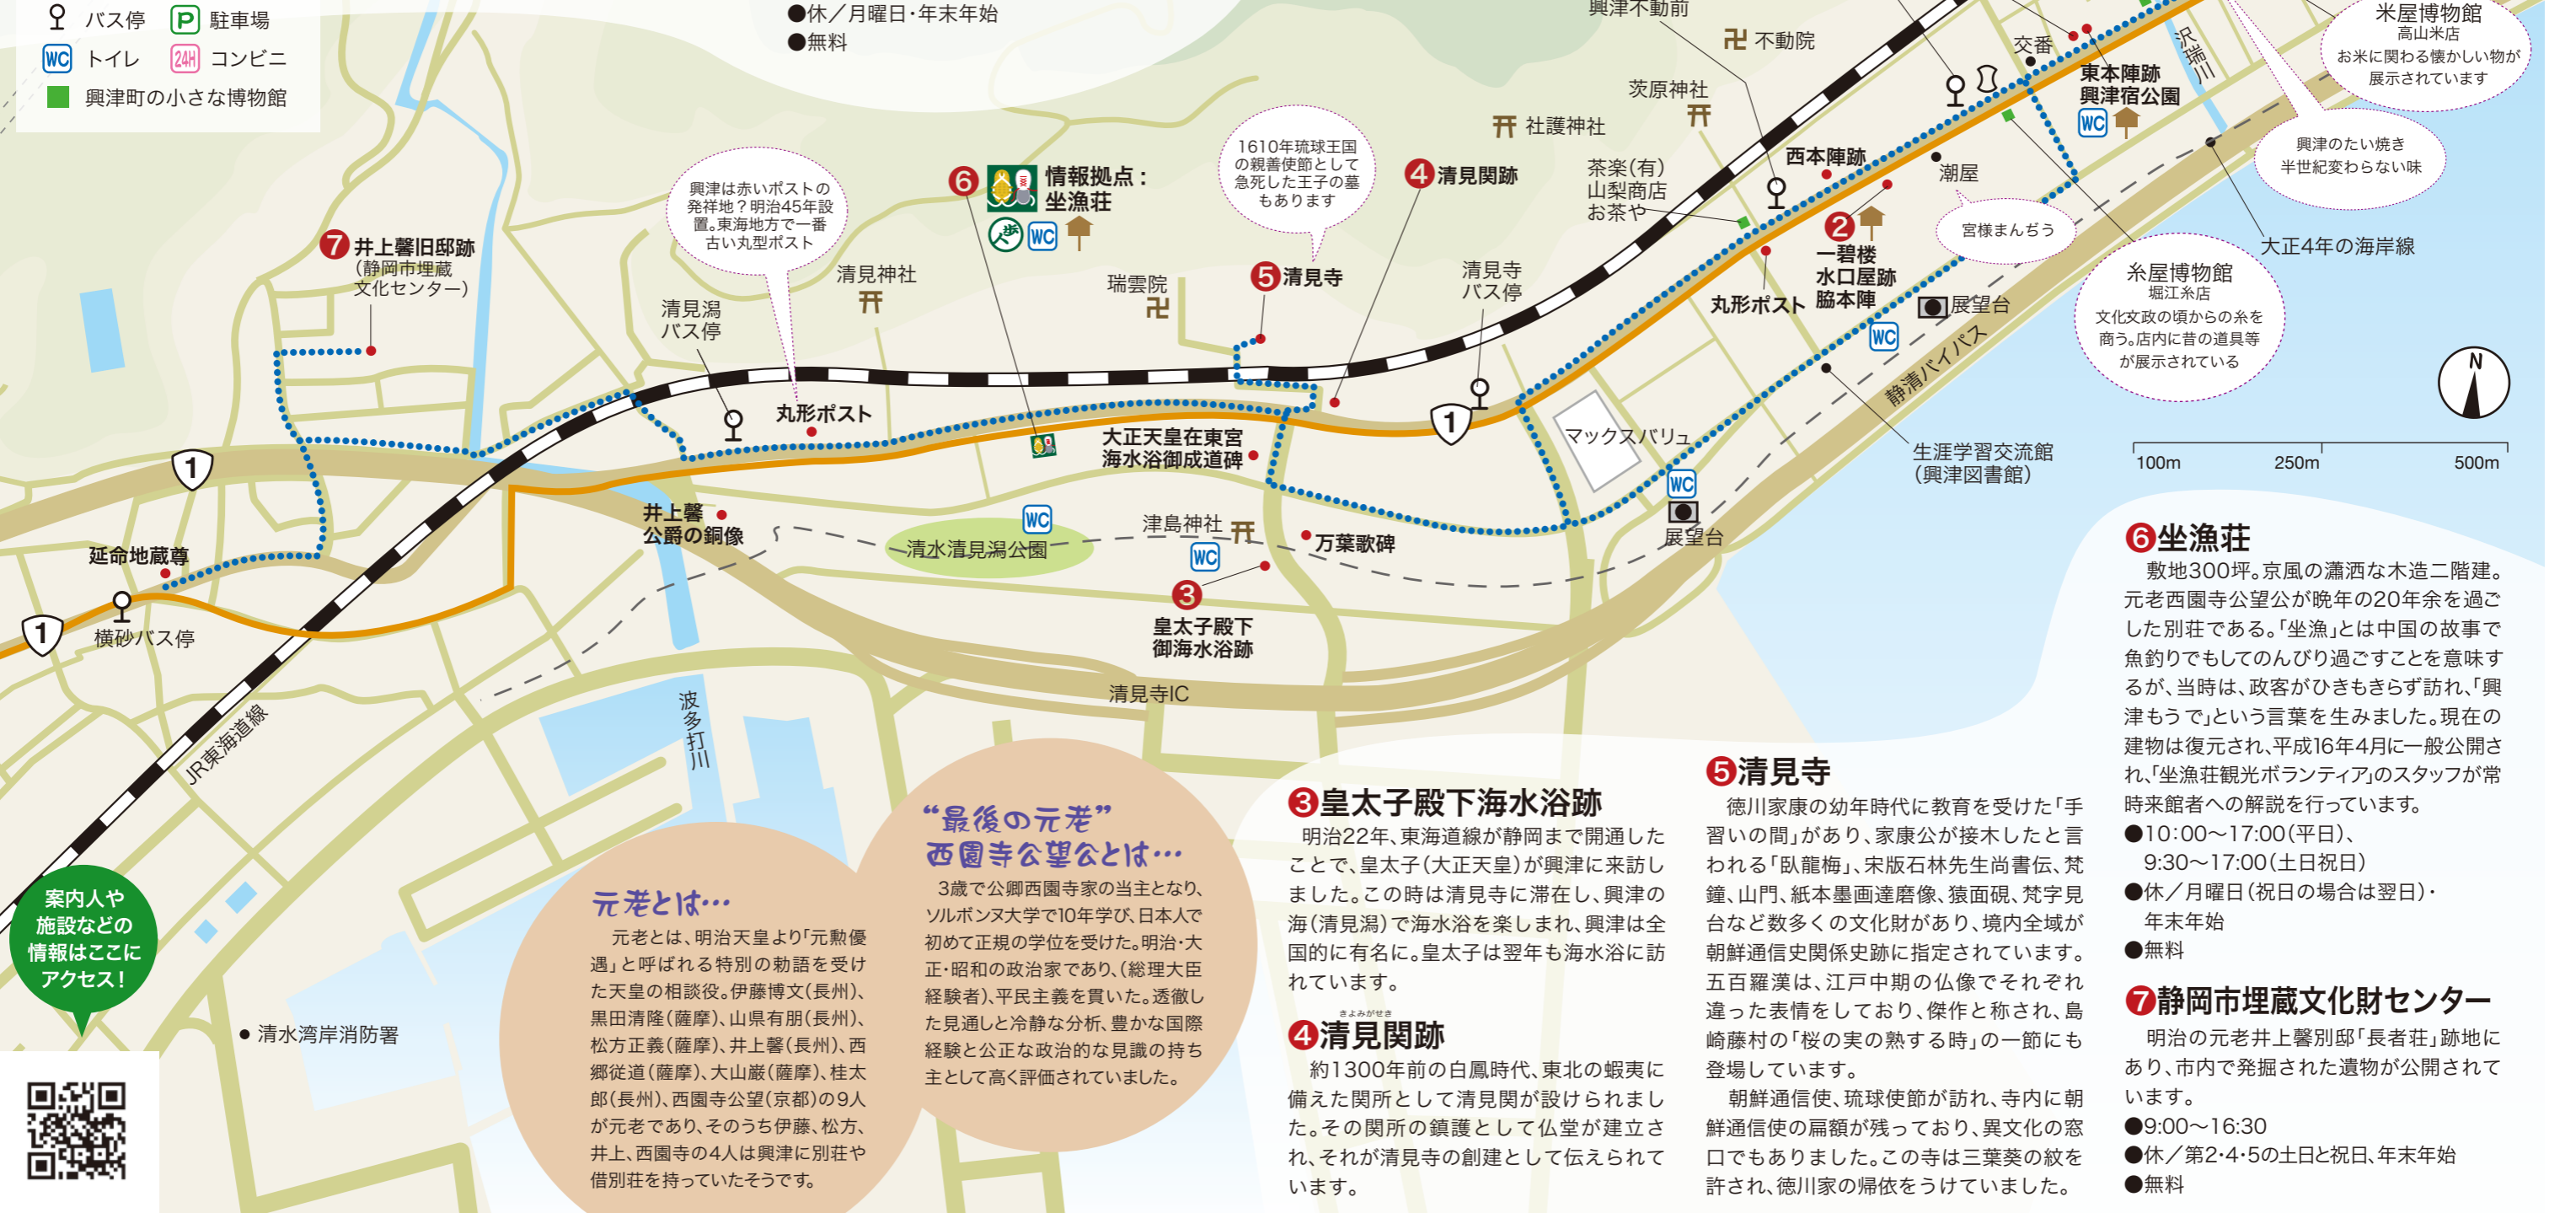 バス停
P 駐車場
WC トイレ
24H コンビニ
興津町の小さな博物館
●休／月曜日・年末年始
●無料
興津不動前
不動院
茨原神社
社護神社
茶楽(有)
山梨商店
お茶や
西本陣跡
交番
東本陣跡
興津宿公園
WC
沢端川
米屋博物館
高山米店
お米に関わる懐かしい物が
展示されています
興津のたい焼き
半世紀変わらない味
大正4年の海岸線
潮屋
宮様まんぢう
❷
一碧楼
水口屋跡
脇本陣
丸形ポスト
展望台
WC
静清バイパス
糸屋博物館
堀江糸店
文化文政の頃からの糸を
商う。店内に昔の道具等
が展示されている
N
100m 250m 500m
生涯学習交流館
(興津図書館)
マックスバリュ
WC
展望台
1
清見寺
バス停
❹清見関跡
1610年琉球王国
の親善使節として
急死した王子の墓
もあります
❺清見寺
瑞雲院
❻ 情報拠点：
坐漁荘
歩人
WC
清見神社
興津は赤いポストの
発祥地？明治45年設
置。東海地方で一番
古い丸型ポスト
清見潟
バス停
丸形ポスト
❼井上馨旧邸跡
(静岡市埋蔵
文化センター)
1
延命地蔵尊
1
横砂バス停
JR東海道線
井上馨
公爵の銅像
大正天皇在東宮
海水浴御成道碑
WC
清水清見潟公園
津島神社
WC
万葉歌碑
❸
皇太子殿下
御海水浴跡
清見寺IC
波多打川
案内人や
施設などの
情報はここに
アクセス！
清水湾岸消防署
元老とは…
元老とは、明治天皇より「元勲優
遇」と呼ばれる特別の勅語を受け
た天皇の相談役。伊藤博文(長州)、
黒田清隆(薩摩)、山県有朋(長州)、
松方正義(薩摩)、井上馨(長州)、西
郷従道(薩摩)、大山巌(薩摩)、桂太
郎(長州)、西園寺公望(京都)の9人
が元老であり、そのうち伊藤、松方、
井上、西園寺の4人は興津に別荘や
借別荘を持っていたそうです。
“最後の元老”
西園寺公望公とは…
3歳で公卿西園寺家の当主となり、
ソルボンヌ大学で10年学び、日本人で
初めて正規の学位を受けた。明治・大
正・昭和の政治家であり、(総理大臣
経験者)、平民主義を貫いた。透徹し
た見通しと冷静な分析、豊かな国際
経験と公正な政治的な見識の持ち
主として高く評価されていました。
❸皇太子殿下海水浴跡
明治22年、東海道線が静岡まで開通した
ことで、皇太子(大正天皇)が興津に来訪し
ました。この時は清見寺に滞在し、興津の
海(清見潟)で海水浴を楽しまれ、興津は全
国的に有名に。皇太子は翌年も海水浴に訪
れています。
きよみがせき
❹清見関跡
約1300年前の白鳳時代、東北の蝦夷に
備えた関所として清見関が設けられまし
た。その関所の鎮護として仏堂が建立さ
れ、それが清見寺の創建として伝えられて
います。
❺清見寺
徳川家康の幼年時代に教育を受けた「手
習いの間」があり、家康公が接木したと言
われる「臥龍梅」、宋版石林先生尚書伝、梵
鐘、山門、紙本墨画達磨像、猿面硯、梵字見
台など数多くの文化財があり、境内全域が
朝鮮通信史関係史跡に指定されています。
五百羅漢は、江戸中期の仏像でそれぞれ
違った表情をしており、傑作と称され、島
崎藤村の「桜の実の熟する時」の一節にも
登場しています。
朝鮮通信使、琉球使節が訪れ、寺内に朝
鮮通信使の扁額が残っており、異文化の窓
口でもありました。この寺は三葉葵の紋を
許され、徳川家の帰依をうけていました。
❻坐漁荘
敷地300坪。京風の瀟洒な木造二階建。
元老西園寺公望公が晩年の20年余を過ご
した別荘である。「坐漁」とは中国の故事で
魚釣りでもしてのんびり過ごすことを意味す
るが、当時は、政客がひきもきらず訪れ、「興
津もうで」という言葉を生みました。現在の
建物は復元され、平成16年4月に一般公開さ
れ、「坐漁荘観光ボランティア」のスタッフが常
時来館者への解説を行っています。
●10：00～17:00(平日)、
9:30～17:00(土日祝日)
●休／月曜日(祝日の場合は翌日)・
年末年始
●無料
❼静岡市埋蔵文化財センター
明治の元老井上馨別邸「長者荘」跡地に
あり、市内で発掘された遺物が公開されて
います。
●9:00～16:30
●休／第2・4・5の土日と祝日、年末年始
●無料